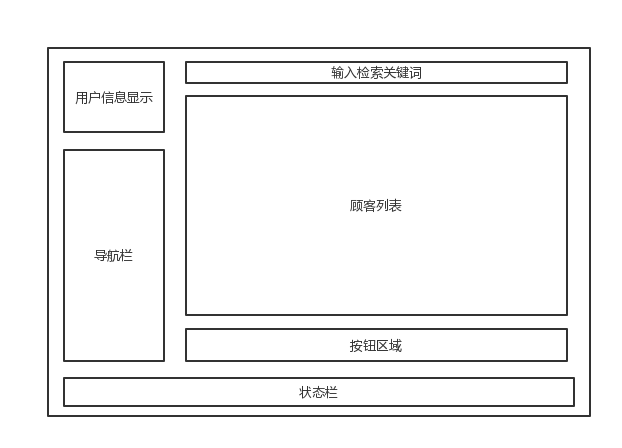 用户信息显示
输入检索关键词
顾客列表
导航栏
按钮区域
状态栏